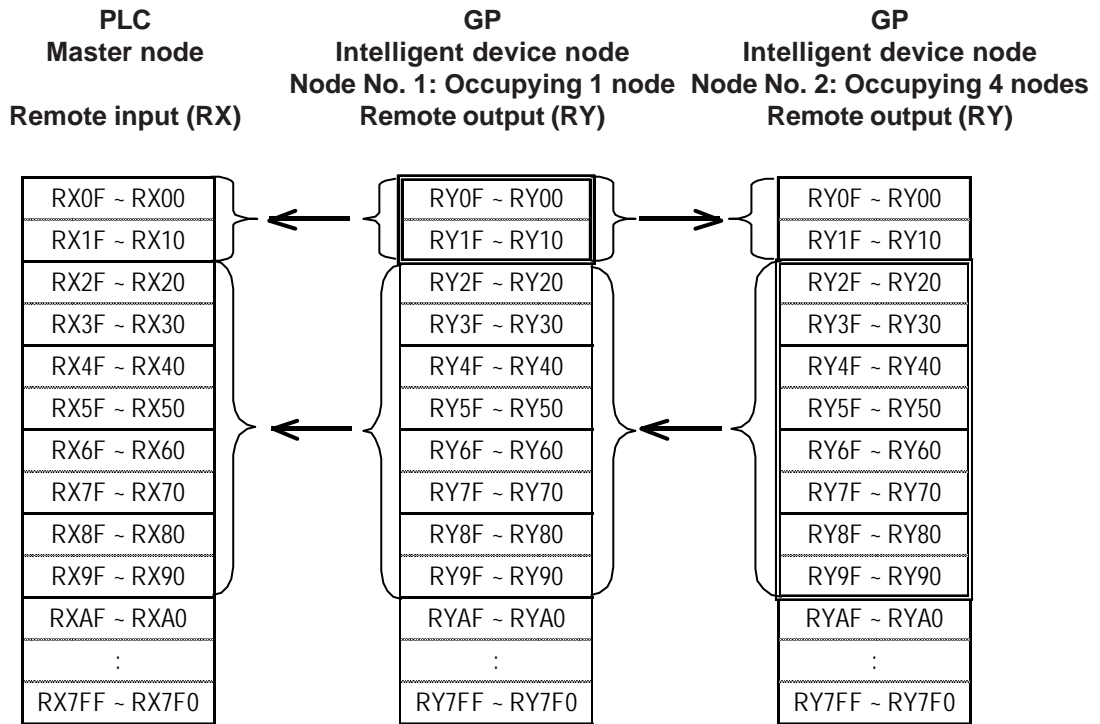 PLC
Master node
Remote input (RX)
GP
Intelligent device node
Node No. 1: Occupying 1 node
Remote output (RY)
GP
Intelligent device node
Node No. 2: Occupying 4 nodes
Remote output (RY)
RX0F ~ RX00
RX1F ~ RX10
RX2F ~ RX20
RX3F ~ RX30
RX4F ~ RX40
RX5F ~ RX50
RX6F ~ RX60
RX7F ~ RX70
RX8F ~ RX80
RX9F ~ RX90
RXAF ~ RXA0
:
RX7FF ~ RX7F0
RY0F ~ RY00
RY1F ~ RY10
RY2F ~ RY20
RY3F ~ RY30
RY4F ~ RY40
RY5F ~ RY50
RY6F ~ RY60
RY7F ~ RY70
RY8F ~ RY80
RY9F ~ RY90
RYAF ~ RYA0
:
RY7FF ~ RY7F0
RY0F ~ RY00
RY1F ~ RY10
RY2F ~ RY20
RY3F ~ RY30
RY4F ~ RY40
RY5F ~ RY50
RY6F ~ RY60
RY7F ~ RY70
RY8F ~ RY80
RY9F ~ RY90
RYAF ~ RYA0
:
RY7FF ~ RY7F0